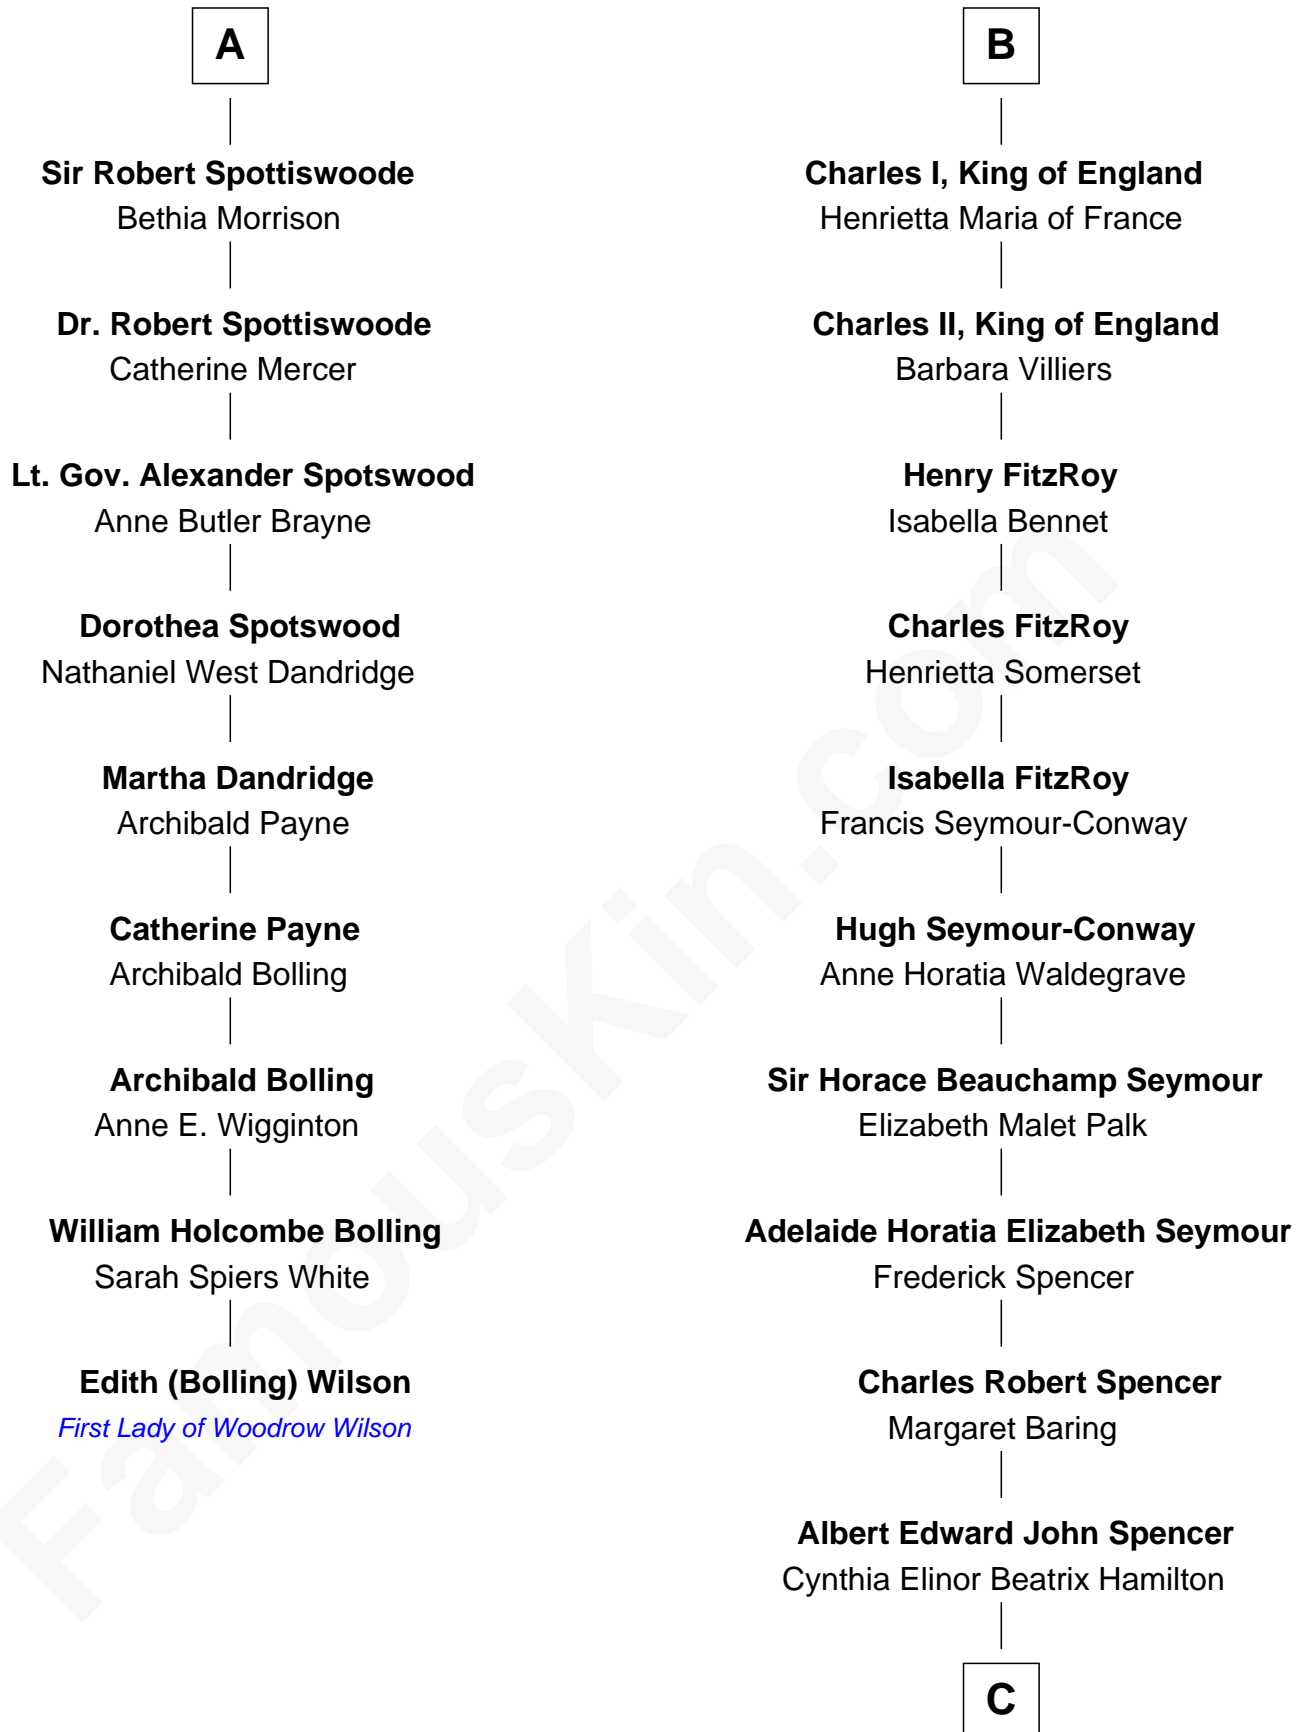 A
Sir Robert Spottiswoode
Bethia Morrison
Dr. Robert Spottiswoode
Catherine Mercer
Lt. Gov. Alexander Spotswood
Anne Butler Brayne
Dorothea Spotswood
Nathaniel West Dandridge
Martha Dandridge
Archibald Payne
Catherine Payne
Archibald Bolling
Archibald Bolling
Anne E. Wigginton
William Holcombe Bolling
Sarah Spiers White
Edith (Bolling) Wilson
First Lady of Woodrow Wilson
B
Charles I, King of England
Henrietta Maria of France
Charles II, King of England
Barbara Villiers
Henry FitzRoy
Isabella Bennet
Charles FitzRoy
Henrietta Somerset
Isabella FitzRoy
Francis Seymour-Conway
Hugh Seymour-Conway
Anne Horatia Waldegrave
Sir Horace Beauchamp Seymour
Elizabeth Malet Palk
Adelaide Horatia Elizabeth Seymour
Frederick Spencer
Charles Robert Spencer
Margaret Baring
Albert Edward John Spencer
Cynthia Elinor Beatrix Hamilton
C
FamousKin.com